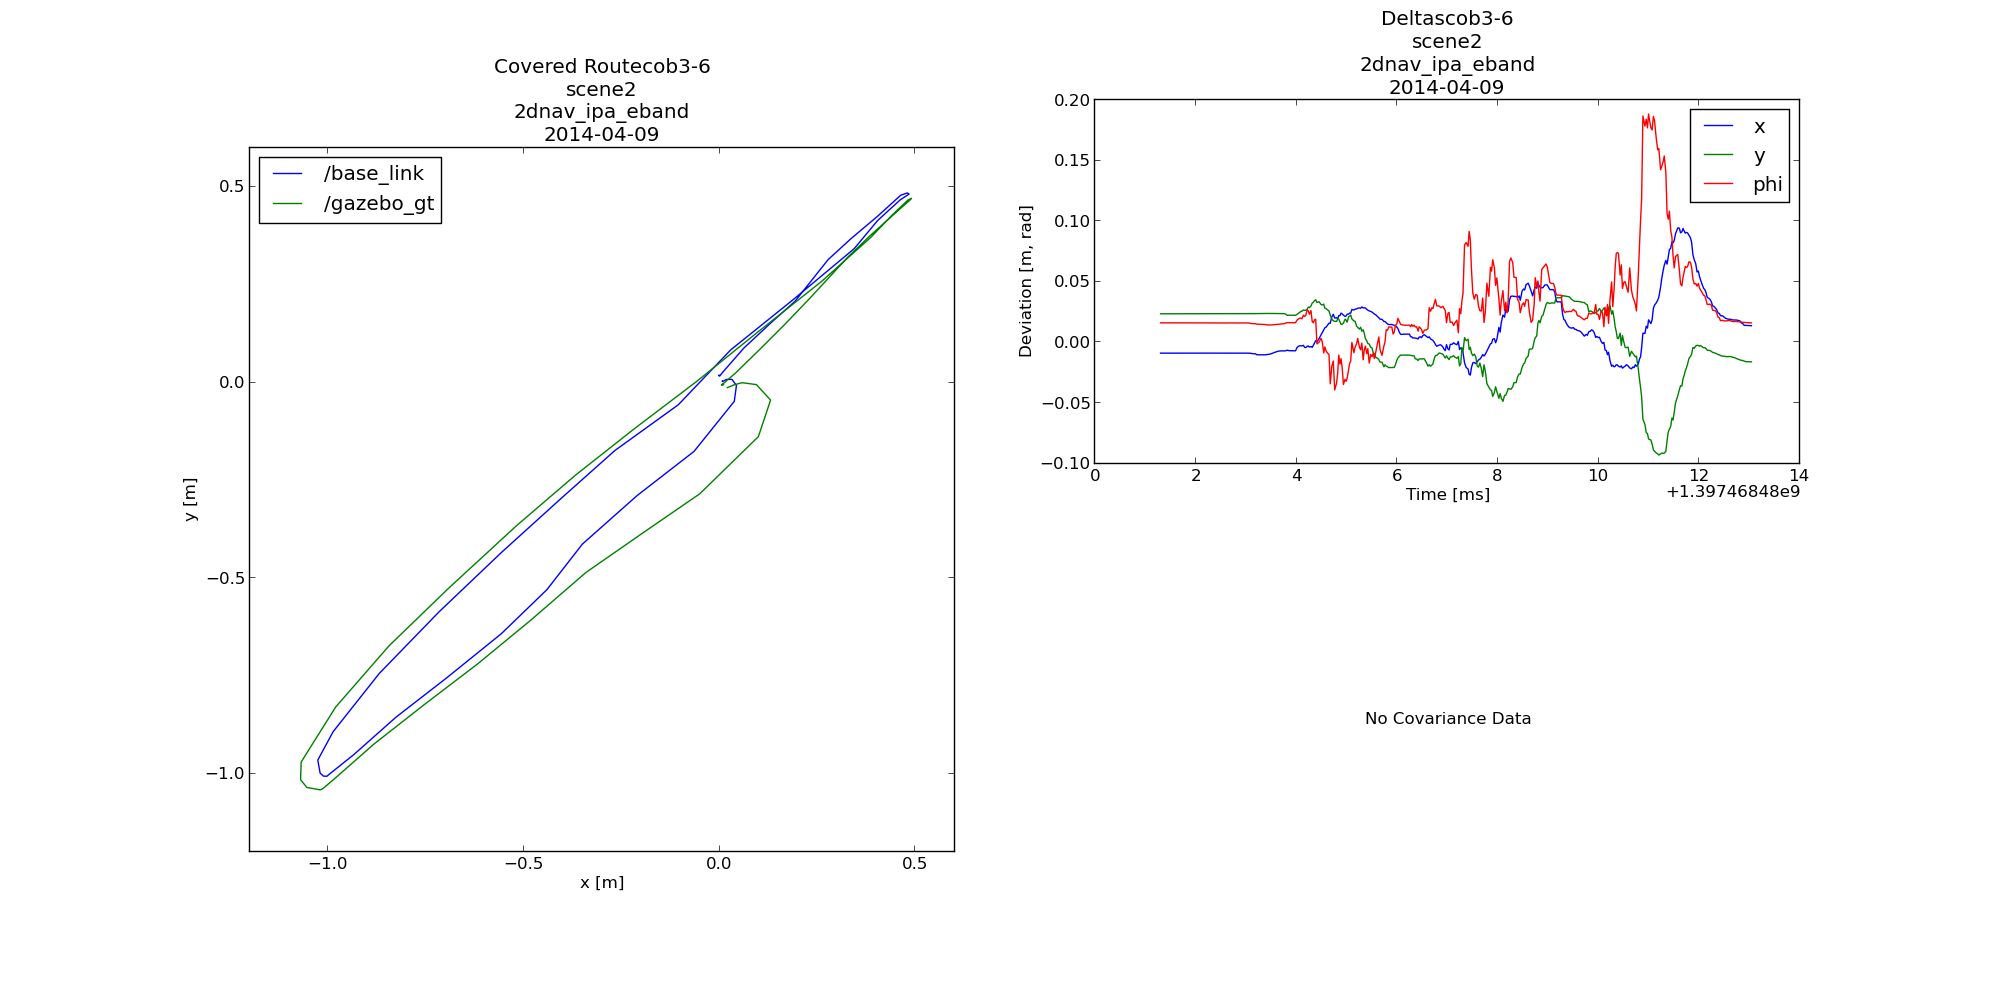 Covered Routecob3-6
scene2
2dnav_ipa_eband
2014-04-09
/base_link
/gazebo_gt
0.5
0.0
−0.5
−1.0
y [m]
−1.0 −0.5 0.0 0.5
x [m]
Deltascob3-6
scene2
2dnav_ipa_eband
2014-04-09
x
y
phi
0.20
0.15
0.10
0.05
0.00
−0.05
−0.10
Deviation [m, rad]
0 2 4 6 8 10 12 14
Time [ms]
+1.39746848e9
No Covariance Data